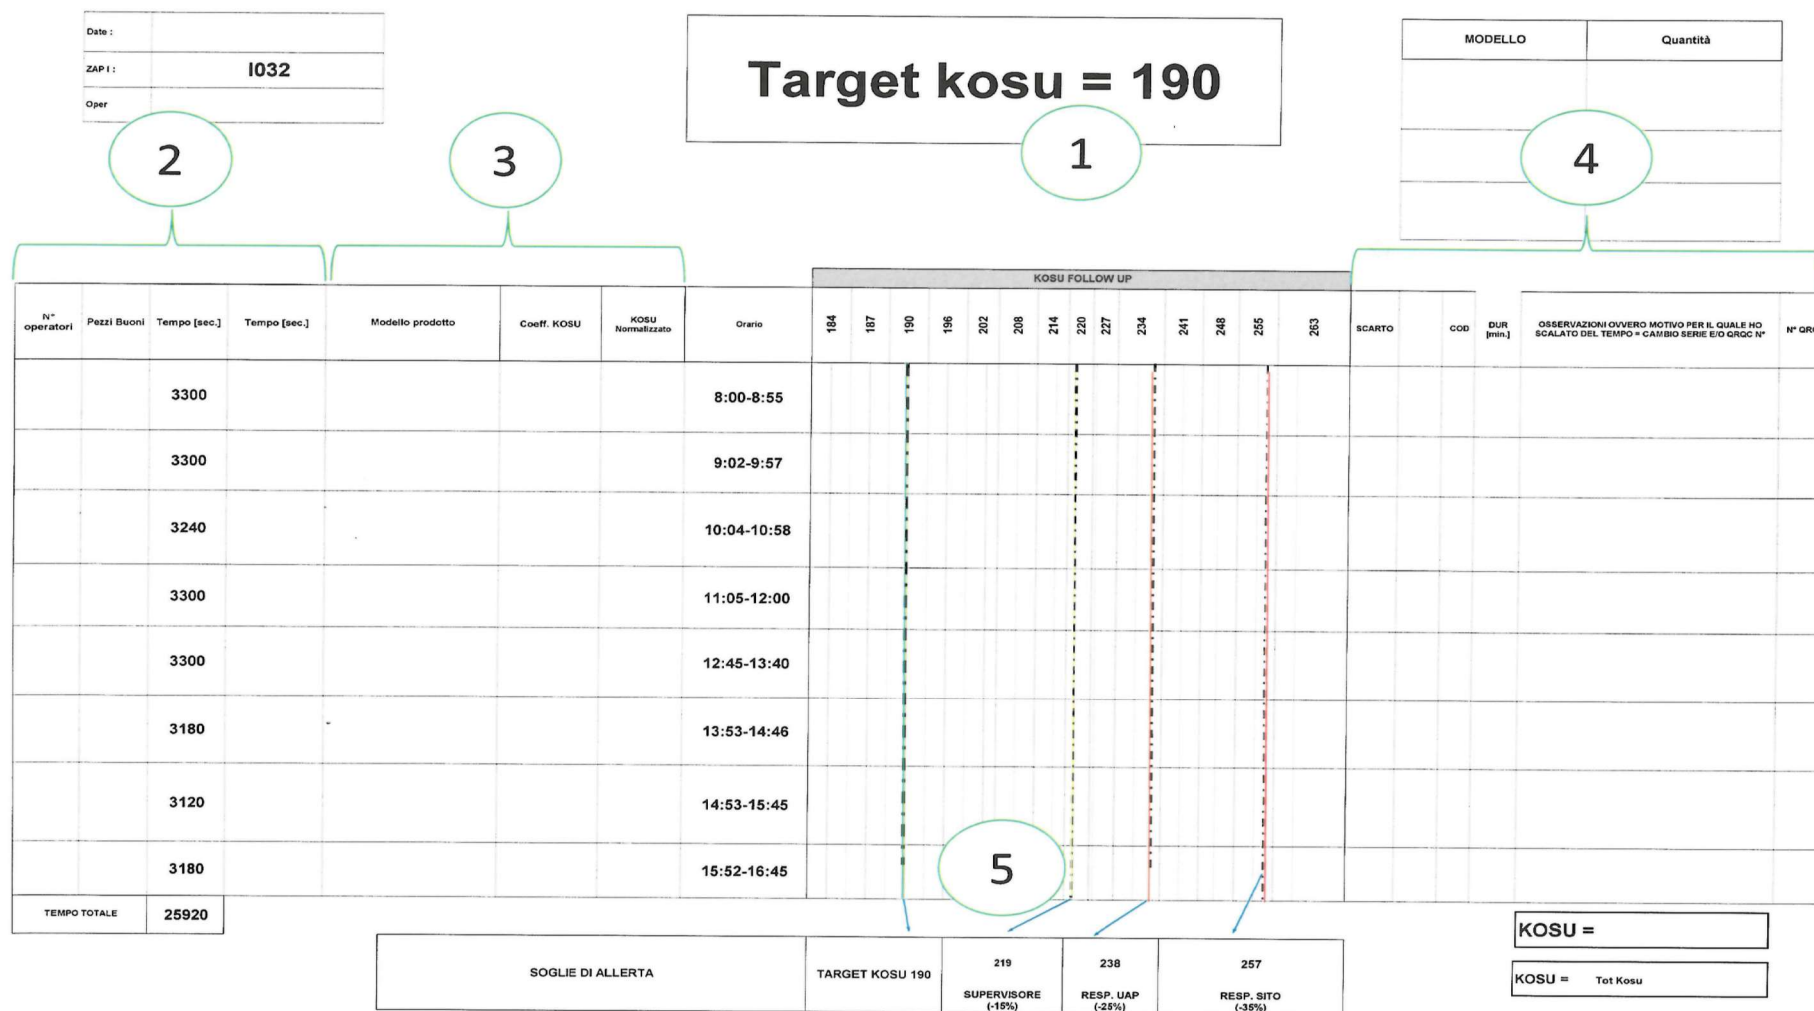 Date :
ZAP I : I032
Oper
Target kosu = 190
MODELLO Quantità
2
3
1
4
KOSU FOLLOW UP
N° operatori Pezzi Buoni Tempo [sec.] Tempo [sec.] Modello prodotto Coeff. KOSU KOSU Normalizzato Orario 184 187 190 196 202 208 214 220 227 234 241 248 255 263 SCARTO COD DUR [min.] OSSERVAZIONI OVVERO MOTIVO PER IL QUALE HO SCALATO DEL TEMPO = CAMBIO SERIE E/O QRQC N° N° QRQ
3300 8:00-8:55
3300 9:02-9:57
3240 10:04-10:58
3300 11:05-12:00
3300 12:45-13:40
3180 13:53-14:46
3120 14:53-15:45
3180 15:52-16:45
5
TEMPO TOTALE 25920
KOSU =
KOSU = Tot Kosu
SOGLIE DI ALLERTA TARGET KOSU 190
219 SUPERVISORE (-15%)
238 RESP. UAP (-25%)
257 RESP. SITO (-35%)